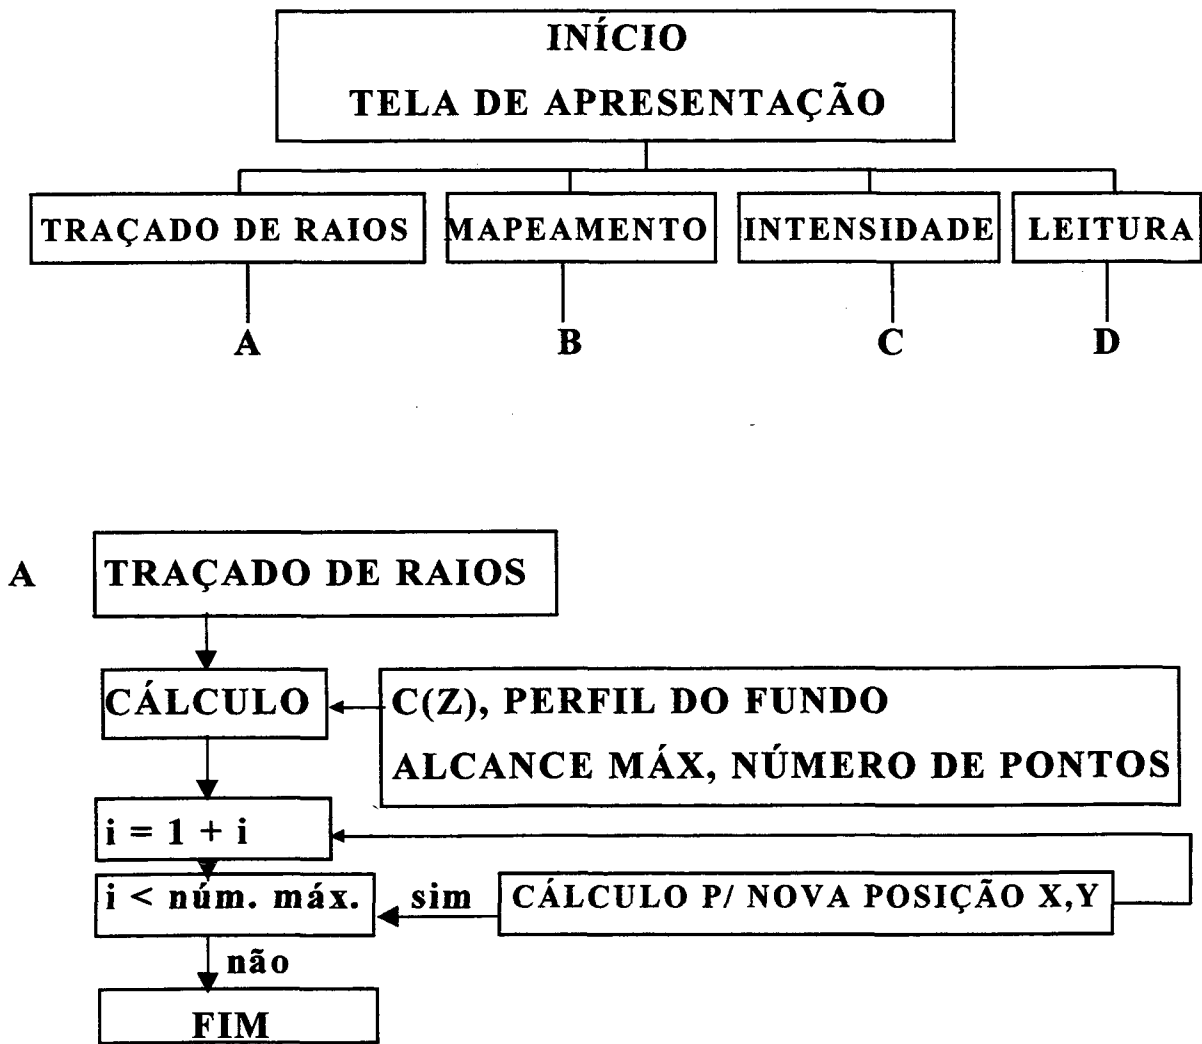 INÍCIO
TELA DE APRESENTAÇÃO
TRAÇADO DE RAIOS
MAPEAMENTO
INTENSIDADE
LEITURA
A
B
C
D
A
TRAÇADO DE RAIOS
CÁLCULO
C(Z), PERFIL DO FUNDO
ALCANCE MÁX, NÚMERO DE PONTOS
i = 1 + i
i < núm. máx.
sim
CÁLCULO P/ NOVA POSIÇÃO X,Y
não
FIM